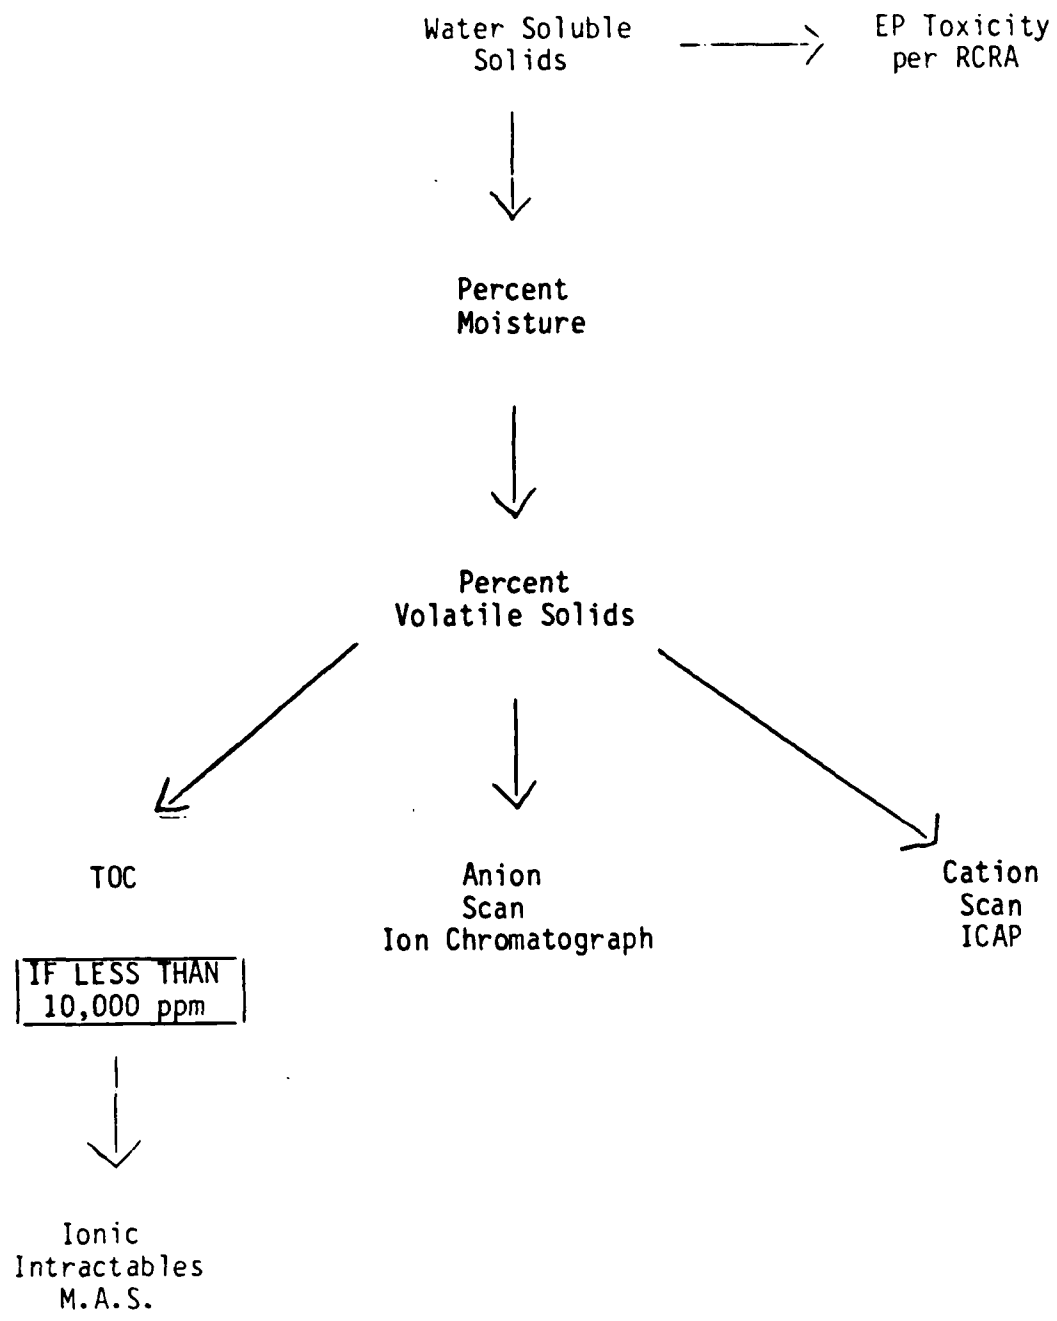 Water Soluble
Solids
EP Toxicity
per RCRA
Percent
Moisture
Percent
Volatile Solids
TOC
Anion
Scan
Ion Chromatograph
Cation
Scan
ICAP
IF LESS THAN
10,000 ppm
Ionic
Intractables
M.A.S.